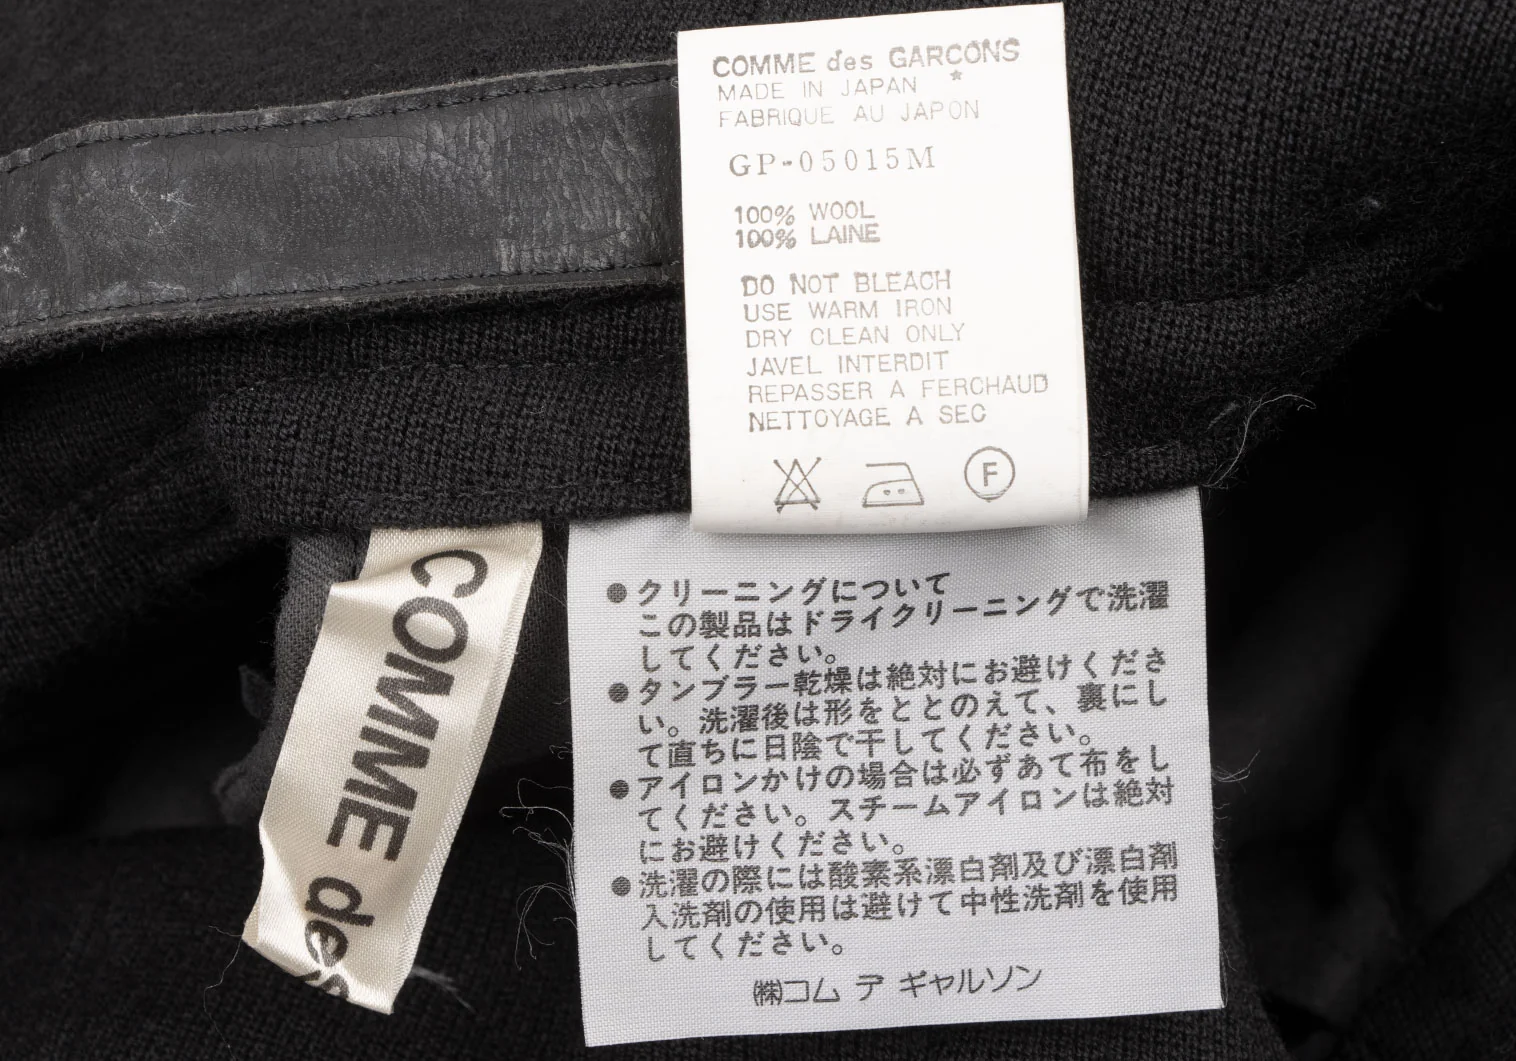 COMME des GARCONS
*
MADE IN JAPAN
FABRIQUE AU JAPON
GP-05015M
100% WOOL
100% LAINE
DO NOT BLEACH
USE WARM IRON
DRY CLEAN ONLY
JAVEL INTERDIT
REPASSER A FERCHAUD
NETTOYAGE A SEC
F
COMME des
●クリーニングについて
この製品はドライクリーニングで洗濯
してください。
●タンブラー乾燥は絶対にお避けくださ
い。洗濯後は形をととのえて、裏にし
て直ちに日陰で干してください。
●アイロンかけの場合は必ずあて布をし
てください。スチームアイロンは絶対
にお避けください。
●洗濯の際には酸素系漂白剤及び漂白剤
入洗剤の使用は避けて中性洗剤を使用
してください。
㈱コム デ ギャルソン